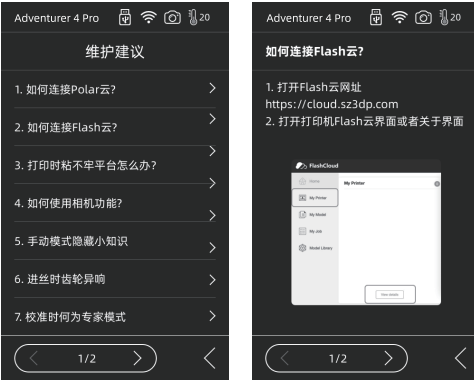 Adventurer 4 Pro 20
维护建议
1. 如何连接Polar云?
2. 如何连接Flash云?
3. 打印时粘不牢平台怎么办?
4. 如何使用相机功能?
5. 手动模式隐藏小知识
6. 进丝时齿轮异响
7. 校准时何为专家模式
1/2
Adventurer 4 Pro 20
如何连接Flash云?
1. 打开Flash云网址
https://cloud.sz3dp.com
2. 打开打印机Flash云界面或者关于界面
FlashCloud
Home
My Printer
My Printer
My Model
My Job
Model Library
View details
1/2